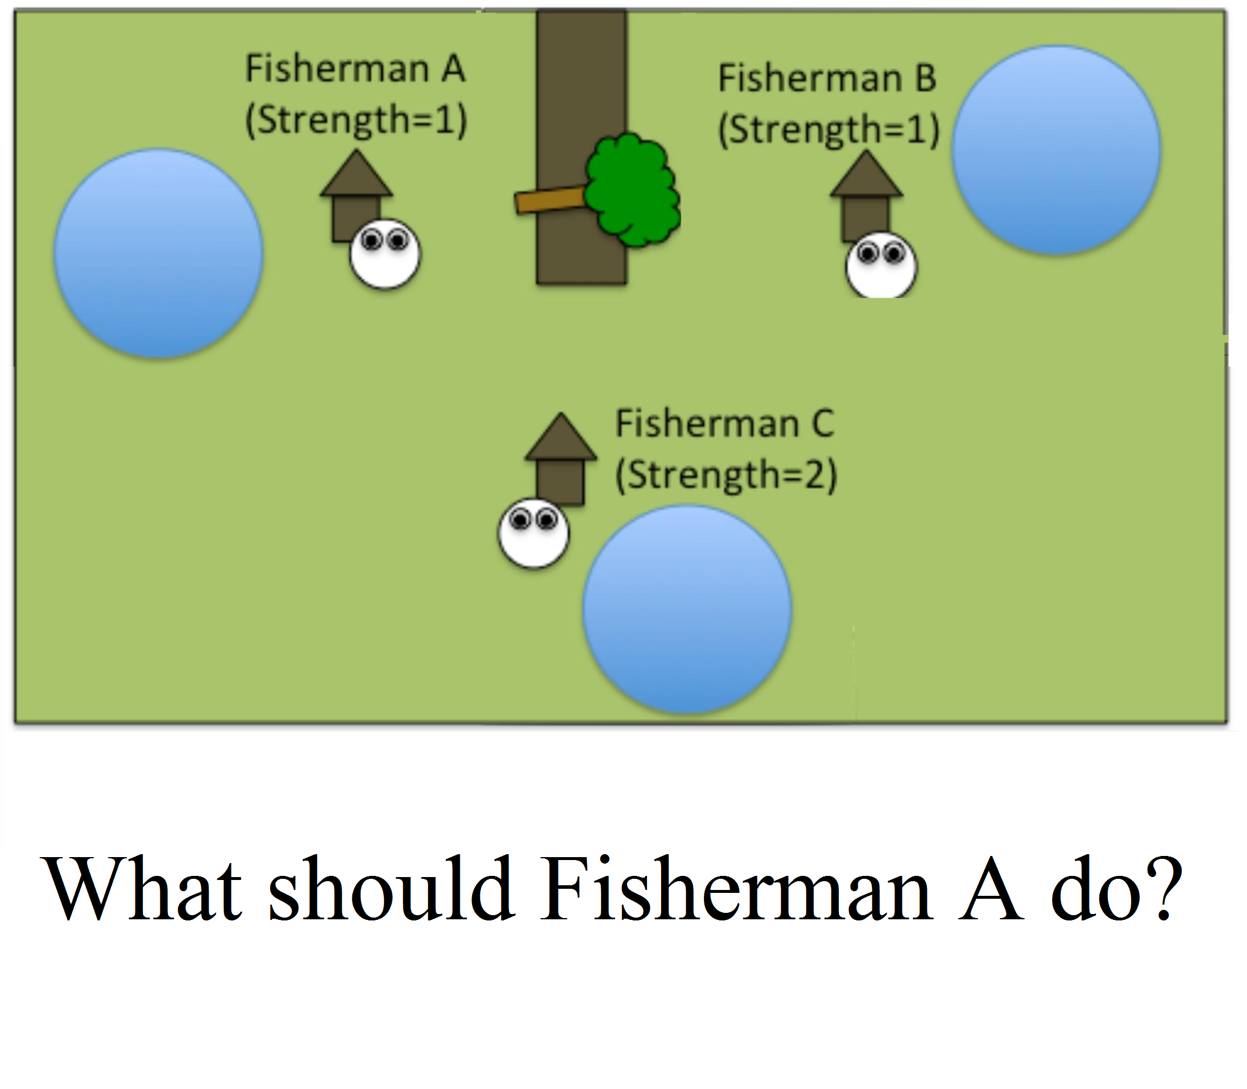 Fisherman A
(Strength=1)
Fisherman B
(Strength=1)
Fisherman C
(Strength=2)
What should Fisherman A do?